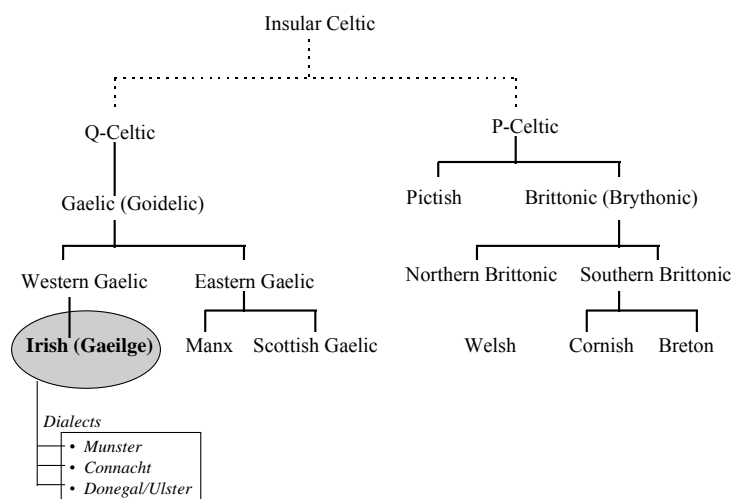 Insular Celtic
Q-Celtic
P-Celtic
Gaelic (Goidelic)
Pictish
Brittonic (Brythonic)
Western Gaelic
Eastern Gaelic
Northern Brittonic
Southern Brittonic
Irish (Gaeilge)
Manx
Scottish Gaelic
Welsh
Cornish
Breton
Dialects
• Munster
• Connacht
• Donegal/Ulster